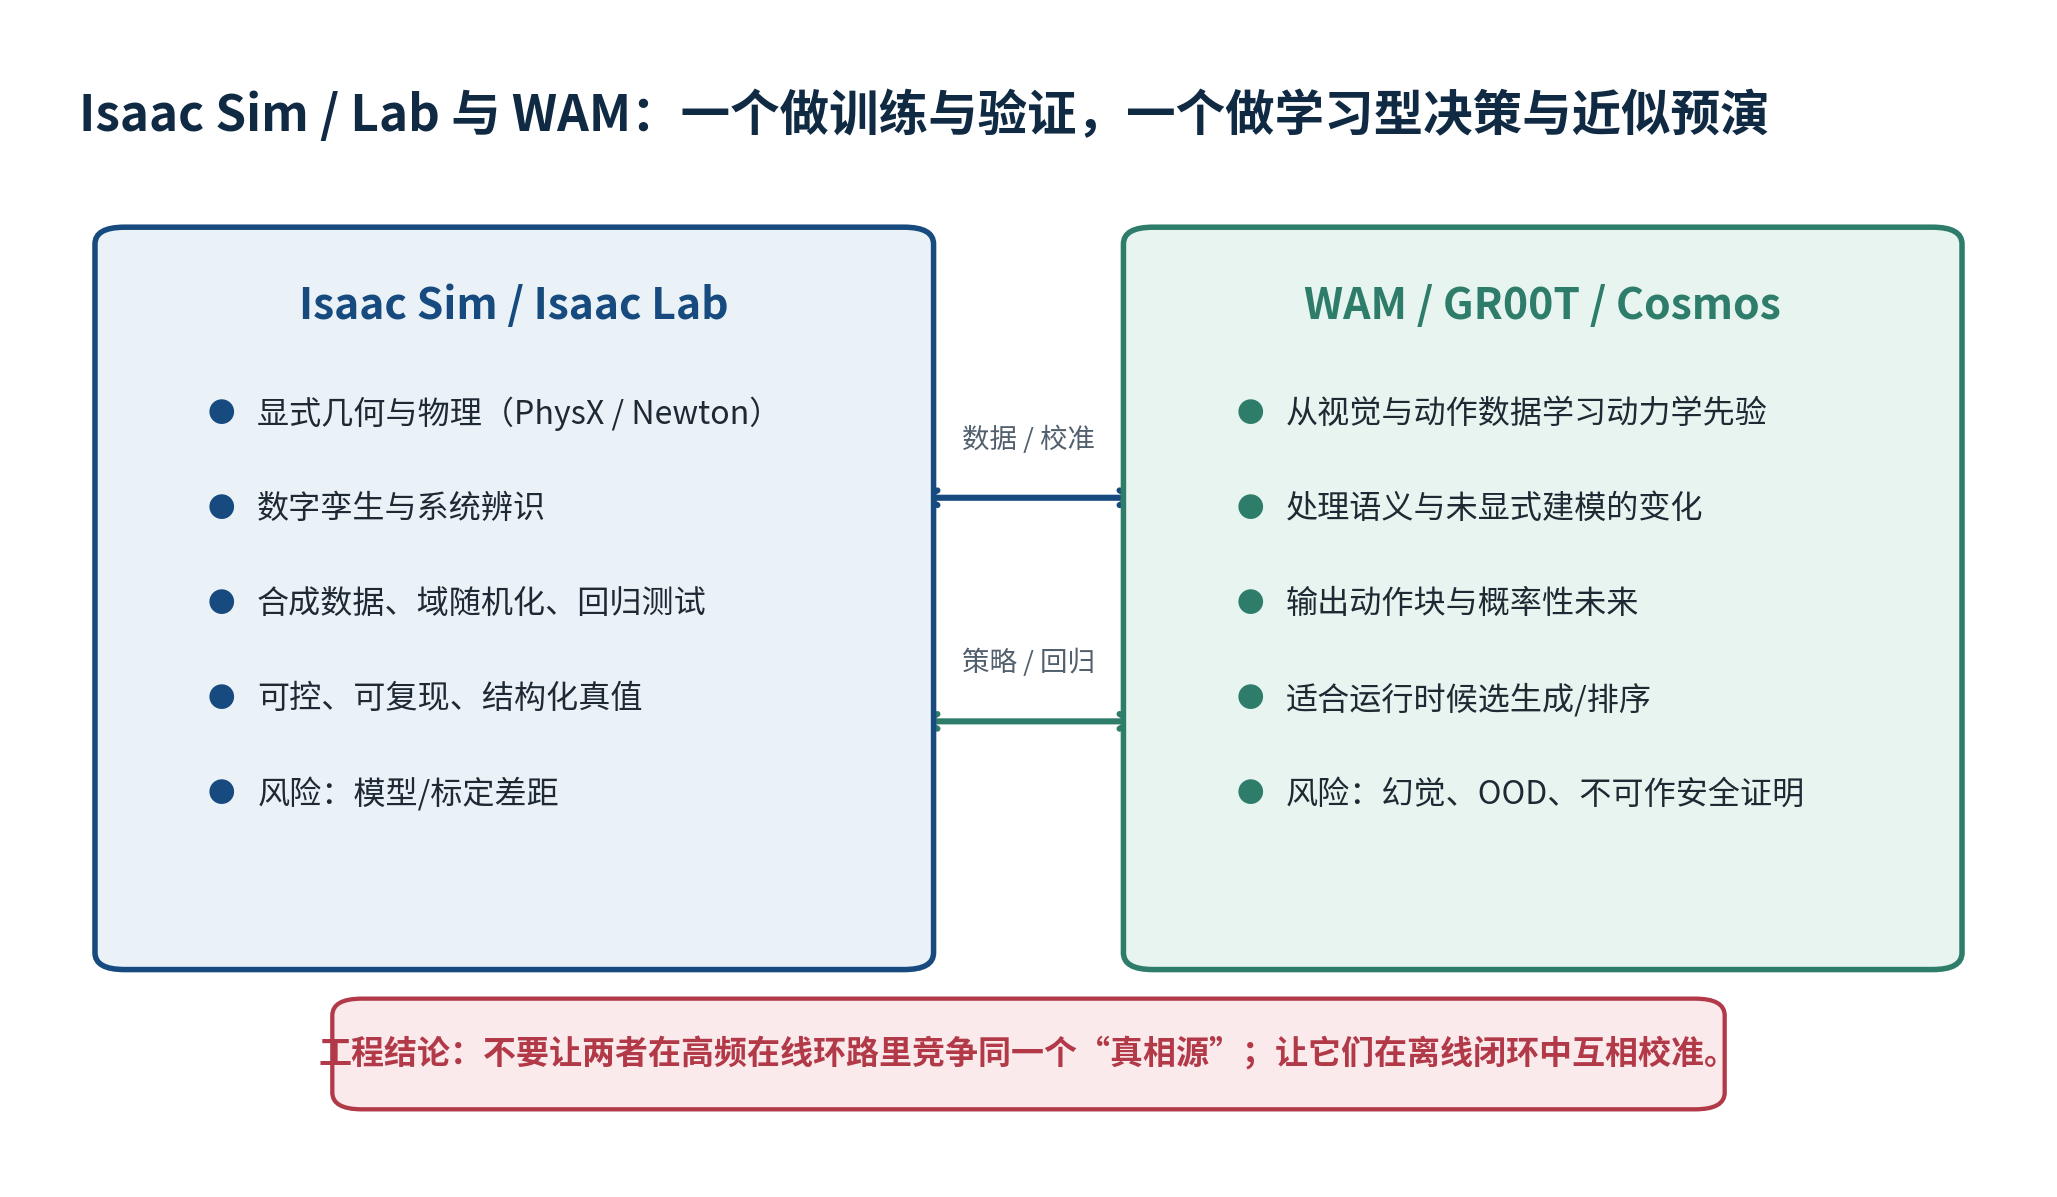 Isaac Sim / Lab 与 WAM：一个做训练与验证，一个做学习型决策与近似预演
Isaac Sim / Isaac Lab
显式几何与物理（PhysX / Newton）
数字孪生与系统辨识
合成数据、域随机化、回归测试
可控、可复现、结构化真值
风险：模型/标定差距
数据 / 校准
策略 / 回归
WAM / GR00T / Cosmos
从视觉与动作数据学习动力学先验
处理语义与未显式建模的变化
输出动作块与概率性未来
适合运行时候选生成/排序
风险：幻觉、OOD、不可作安全证明
工程结论：不要让两者在高频在线环路里竞争同一个“真相源”；让它们在离线闭环中互相校准。